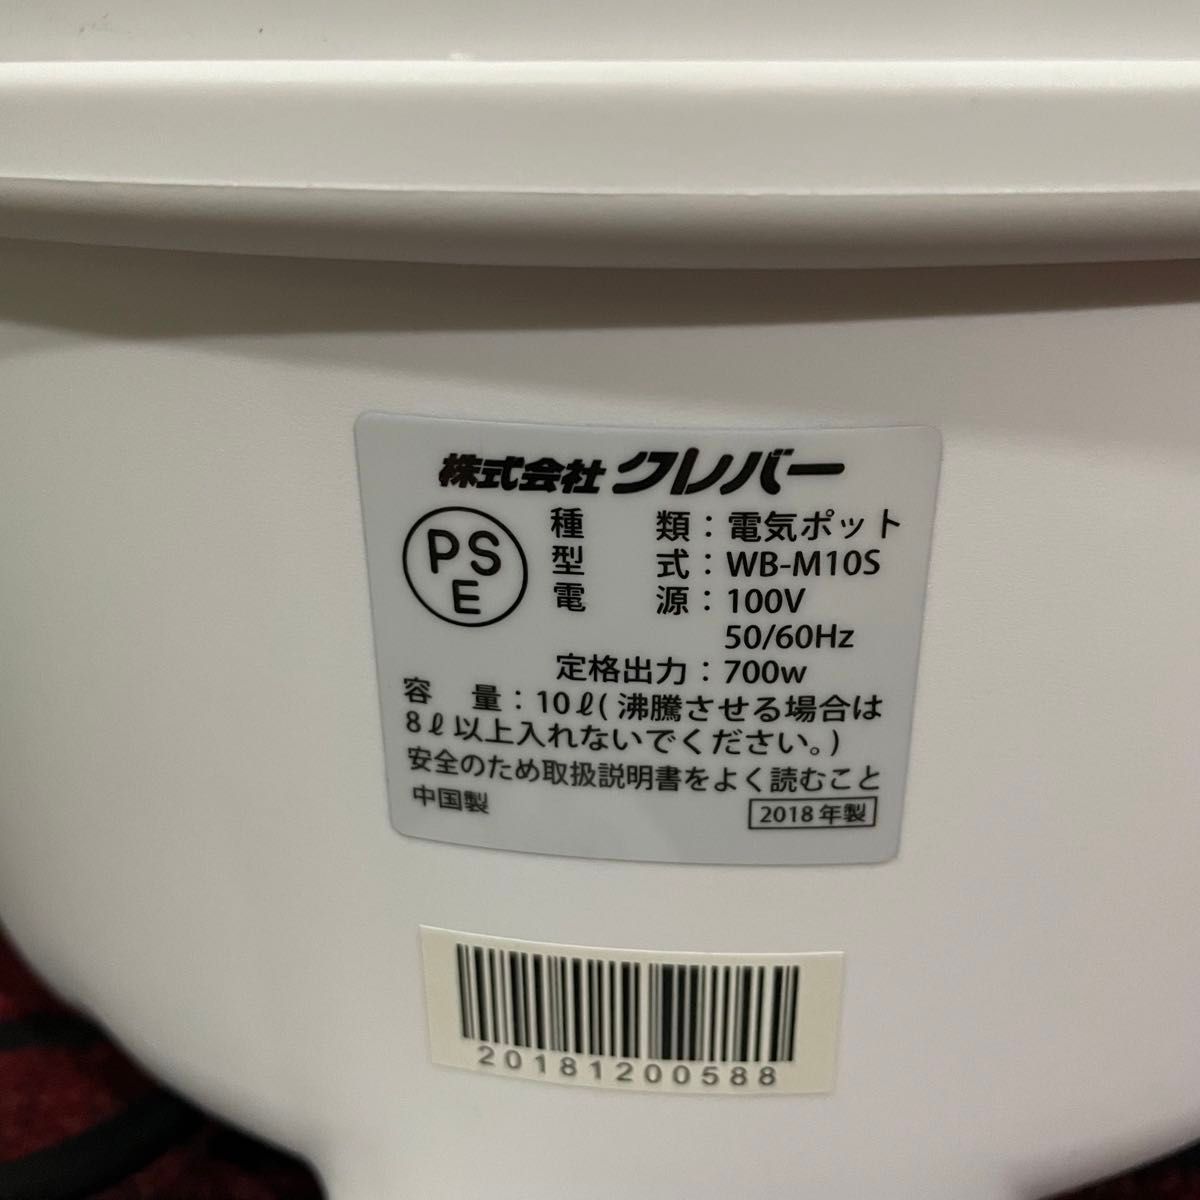 株式会社クレバー
PSE
種類：電気ポット
型式：WB-M10S
電源：100V
50/60Hz
定格出力：700w
容量：10ℓ(沸騰させる場合は
8ℓ以上入れないでください。)
安全のため取扱説明書をよく読むこと
中国製 2018年製
20181200588